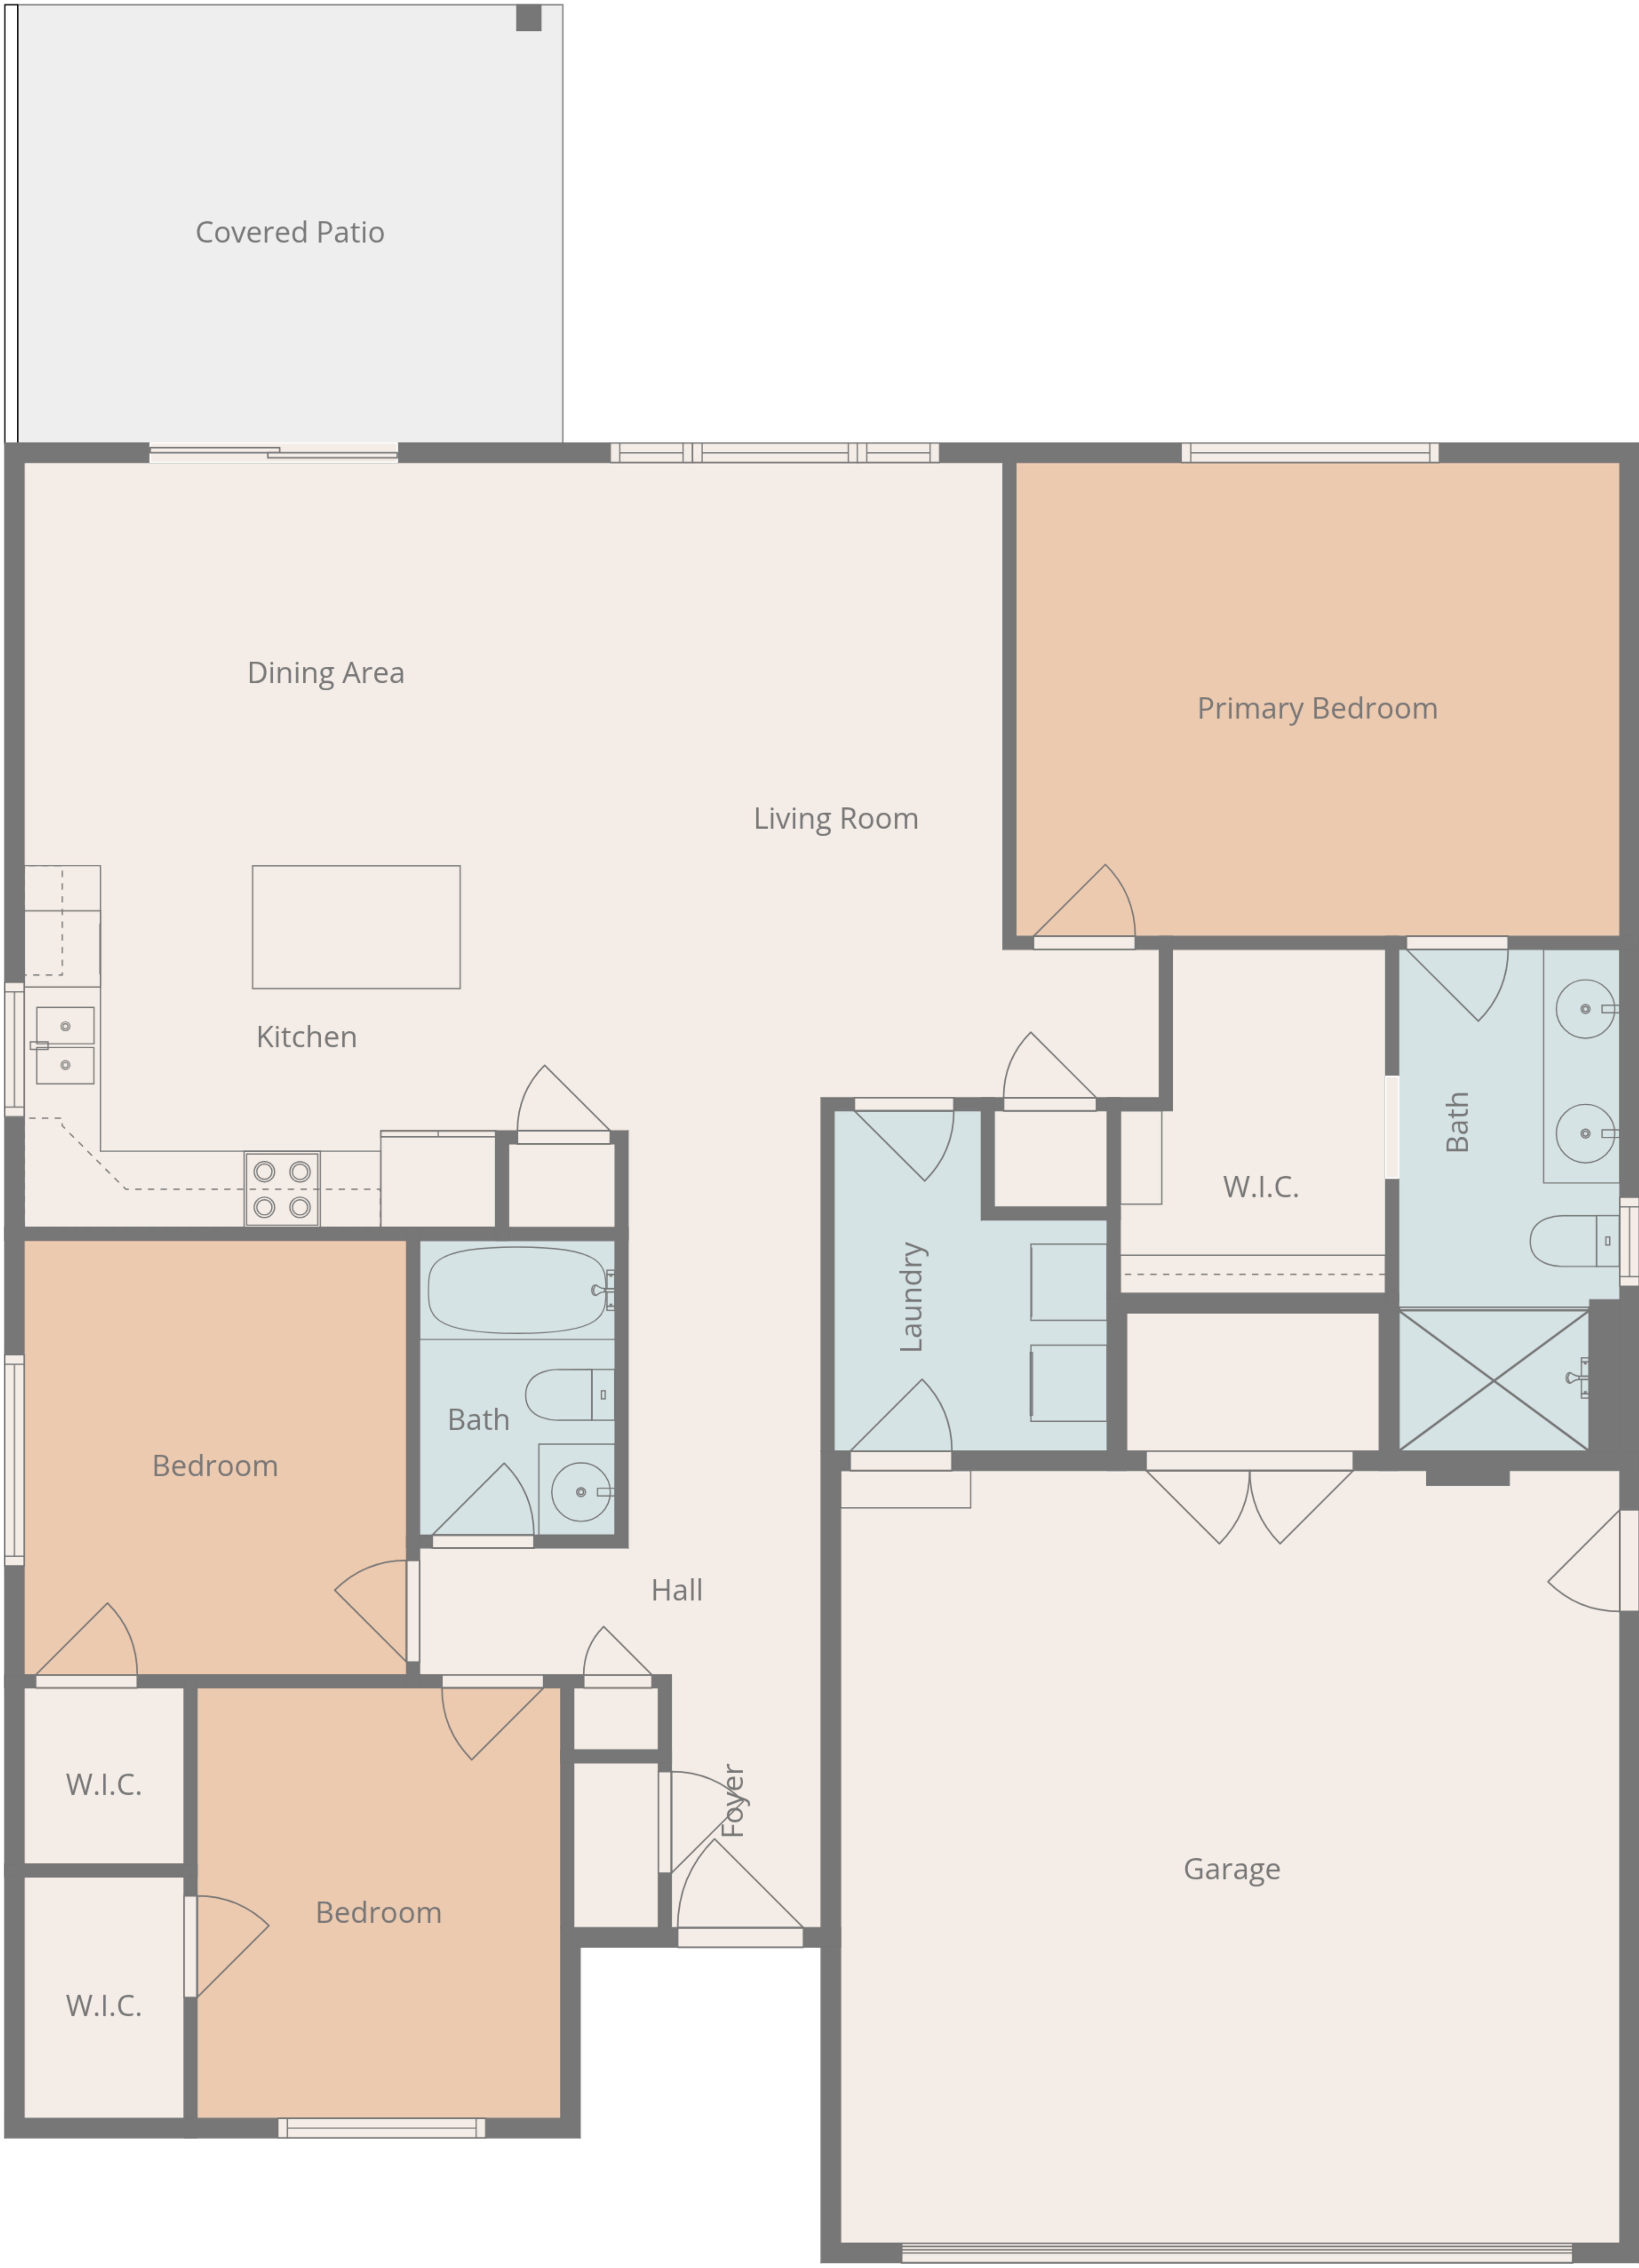 Covered Patio
Dining Area
Primary Bedroom
Living Room
Kitchen
Bath
W.I.C.
Laundry
Bath
Bedroom
Hall
W.I.C.
Foyer
Garage
Bedroom
W.I.C.